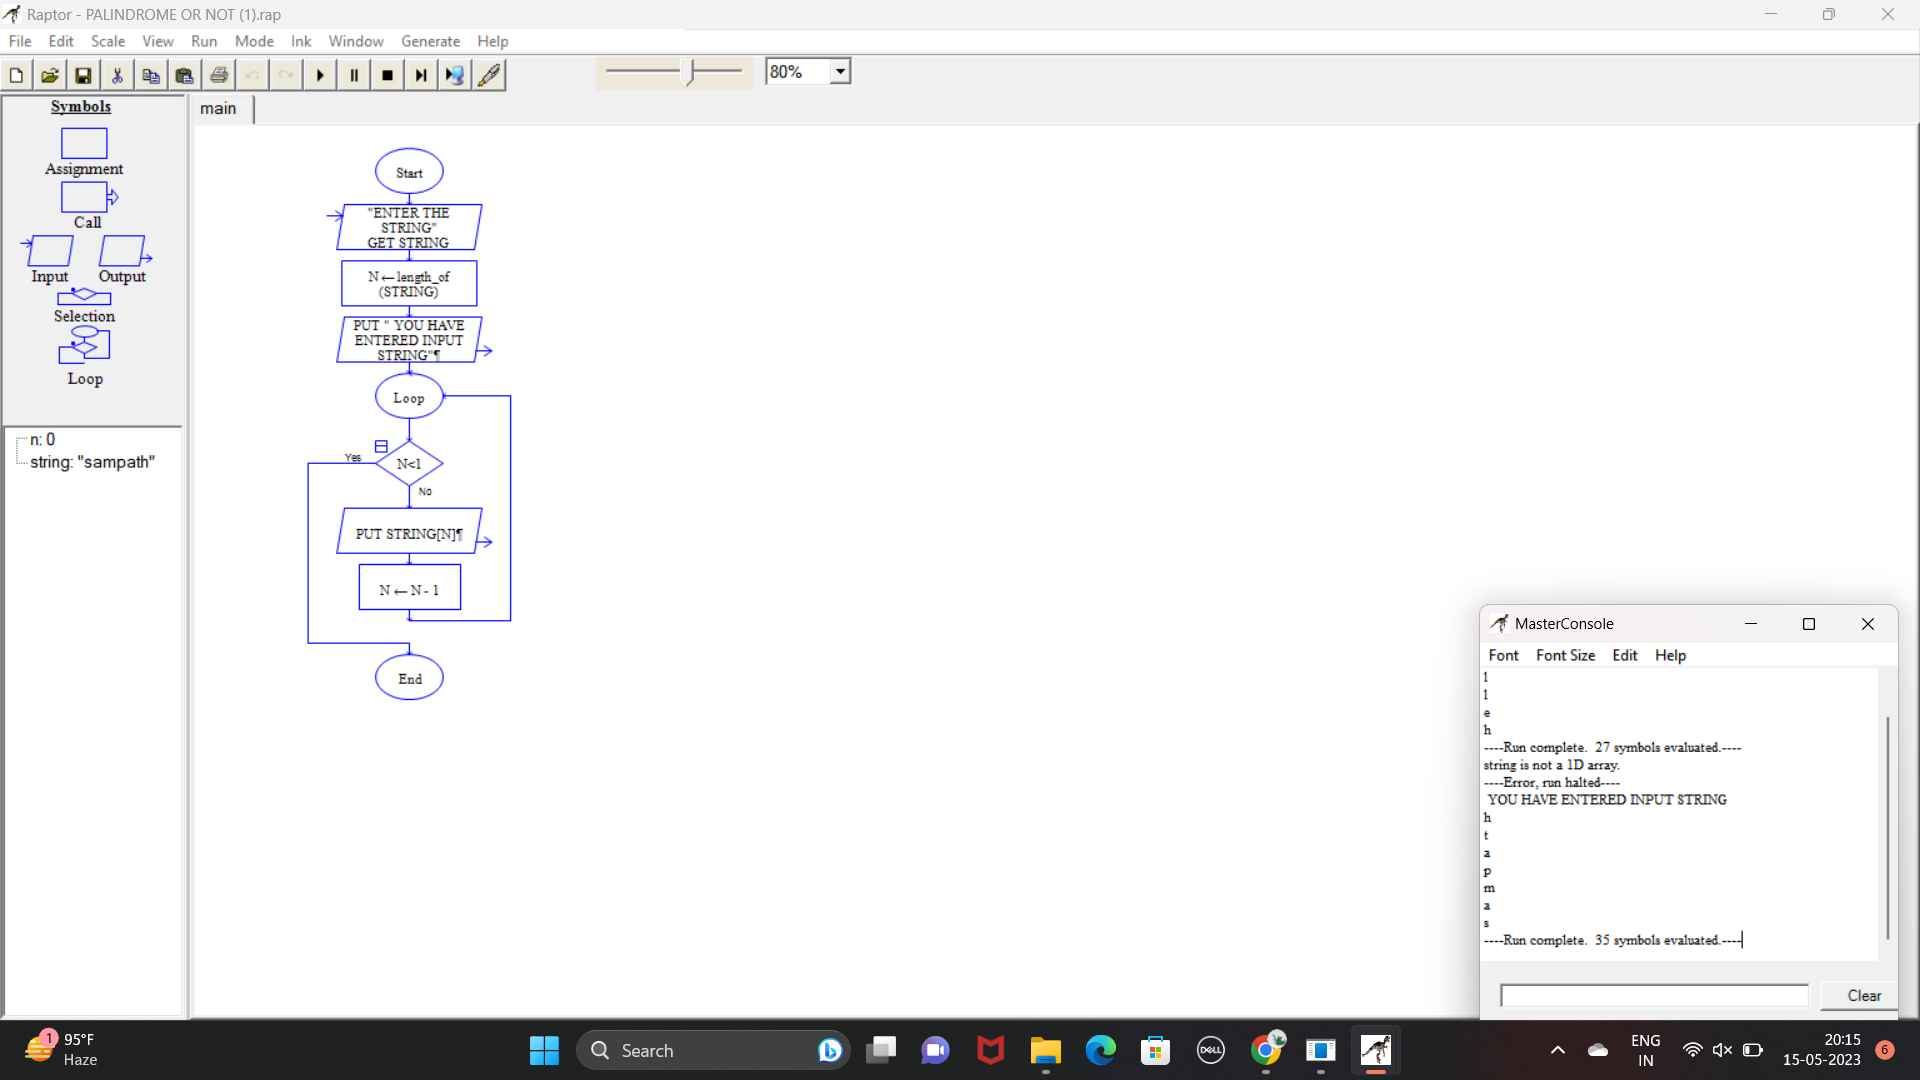 Raptor - PALINDROME OR NOT (1).rap
File Edit Scale View Run Mode Ink Window Generate Help
80%
Symbols
Assignment
Call
Input Output
Selection
Loop
n: 0
string: "sampath"
main
Start
"ENTER THE
STRING"
GET STRING
N←length_of
(STRING)
PUT " YOU HAVE
ENTERED INPUT
STRING"¶
Loop
Yes
N<1
No
PUT STRING[N]¶
N ← N - 1
End
MasterConsole
Font Font Size Edit Help
l
l
e
h
----Run complete.  27 symbols evaluated.----
string is not a 1D array.
----Error, run halted----
YOU HAVE ENTERED INPUT STRING
h
t
a
p
m
a
s
----Run complete.  35 symbols evaluated.----
Clear
1
95°F
Haze
Search
DELL
ENG
IN
20:15
15-05-2023
6